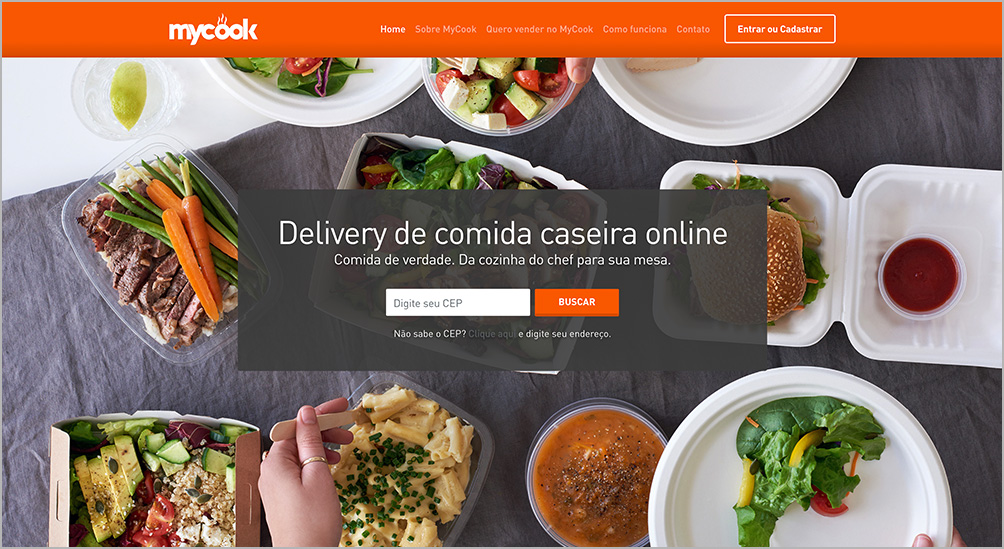 mycook
Home Sobre MyCook Quero vender no MyCook Como funciona Contato Entrar ou Cadastrar
Delivery de comida caseira online
Comida de verdade. Da cozinha do chef para sua mesa.
Digite seu CEP BUSCAR
Não sabe o CEP? Clique aqui e digite seu endereço.